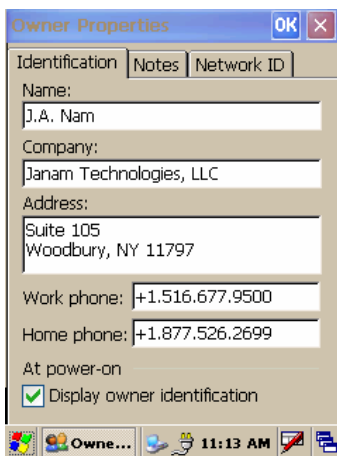 Owner Properties OK
Identification Notes Network ID
Name:
J.A. Nam
Company:
Janam Technologies, LLC
Address:
Suite 105
Woodbury, NY 11797
Work phone: +1.516.677.9500
Home phone: +1.877.526.2699
At power-on
Display owner identification
Owne... 11:13 AM